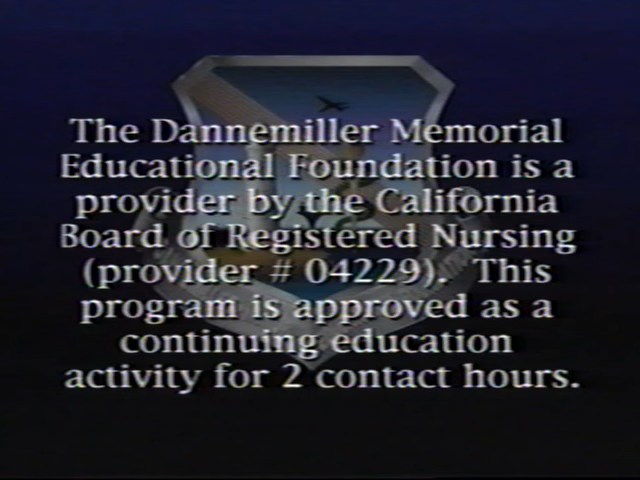 The Dannemiller Memorial
Educational Foundation is a
provider by the California
Board of Registered Nursing
(provider # 04229). This
program is approved as a
continuing education
activity for 2 contact hours.